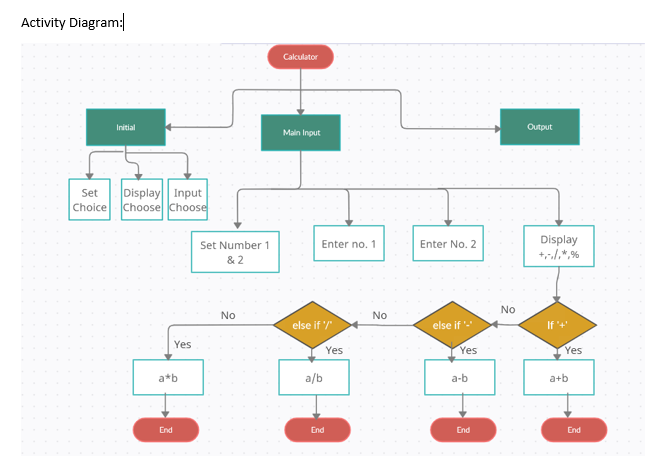 Activity Diagram:
Calculator
Initial
Main Input
Output
Set
Choice
Display
Choose
Input
Choose
Set Number 1
& 2
Enter no. 1
Enter No. 2
Display
+,-,/,*,%
No
else if '/'
No
else if '-'
No
If '+'
Yes
Yes
Yes
Yes
a*b
a/b
a-b
a+b
End
End
End
End